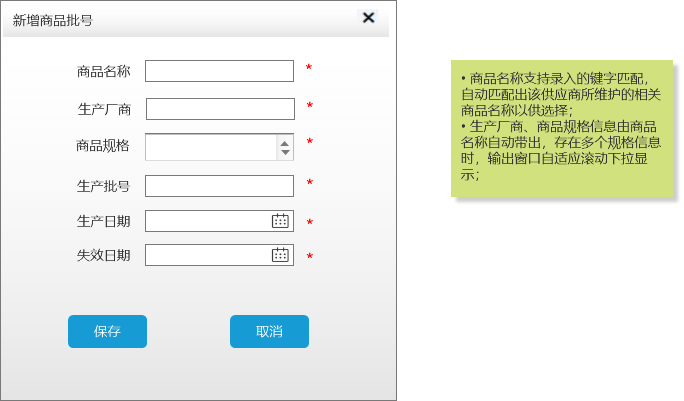 新增商品批号
商品名称 *
生产厂商 *
商品规格 *
生产批号 *
生产日期 *
失效日期 *
保存 取消
• 商品名称支持录入的键字匹配，
自动匹配出该供应商所维护的相关
商品名称以供选择；
• 生产厂商、商品规格信息由商品
名称自动带出，存在多个规格信息
时，输出窗口自适应滚动下拉显
示；